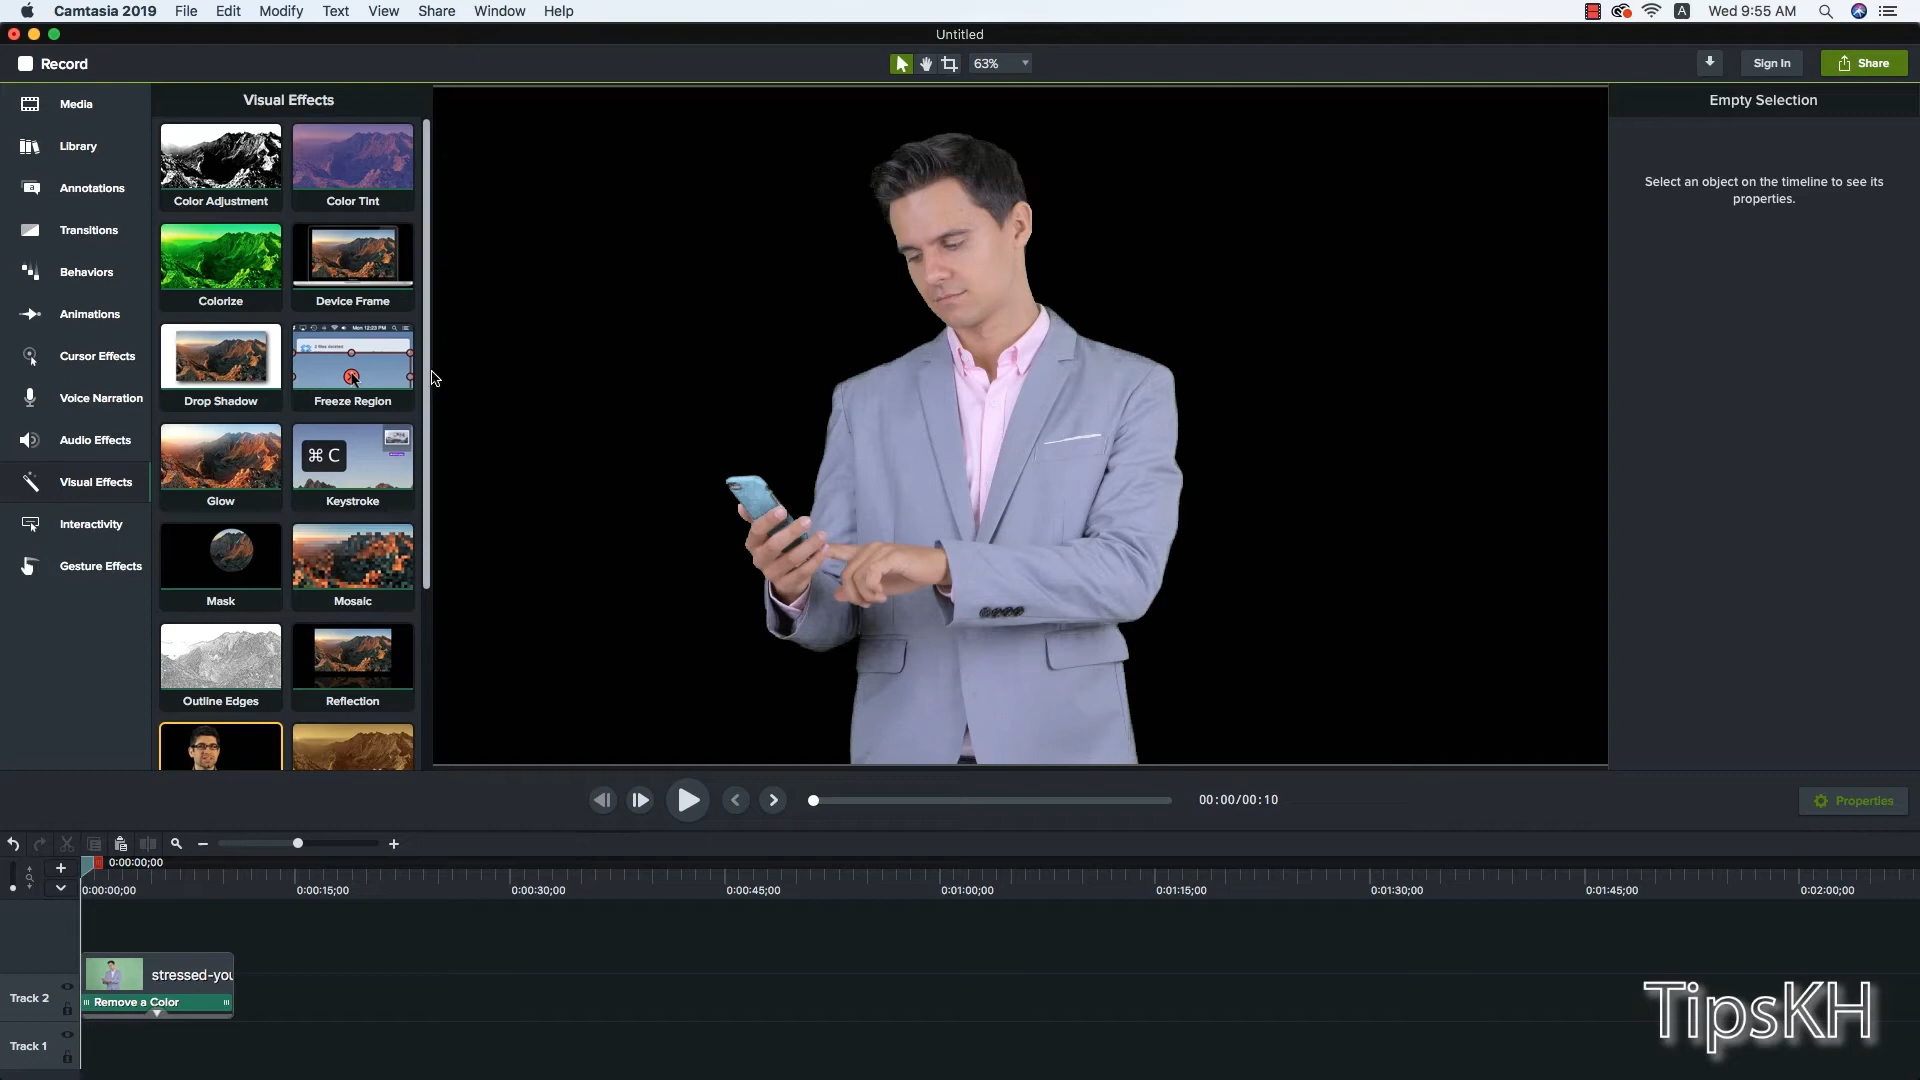 Camtasia 2019 File Edit Modify Text View Share Window Help A Wed 9:55 AM
Untitled
Record 63% Sign In Share
Media
Library
Annotations
Transitions
Behaviors
Animations
Cursor Effects
Voice Narration
Audio Effects
Visual Effects
Interactivity
Gesture Effects
Visual Effects
Color Adjustment Color Tint
Colorize Device Frame
Mon 12:23 PM
Drop Shadow Freeze Region
⌘ C
Glow Keystroke
Mask Mosaic
Outline Edges Reflection
Empty Selection
Select an object on the timeline to see its
properties.
00:00/00:10
Properties
0:00:00;00
0:00:00;00 0:00:15;00 0:00:30;00 0:00:45;00 0:01:00;00 0:01:15;00 0:01:30;00 0:01:45;00 0:02:00;00
stressed-you
Track 2 Remove a Color
Track 1
TipsKH